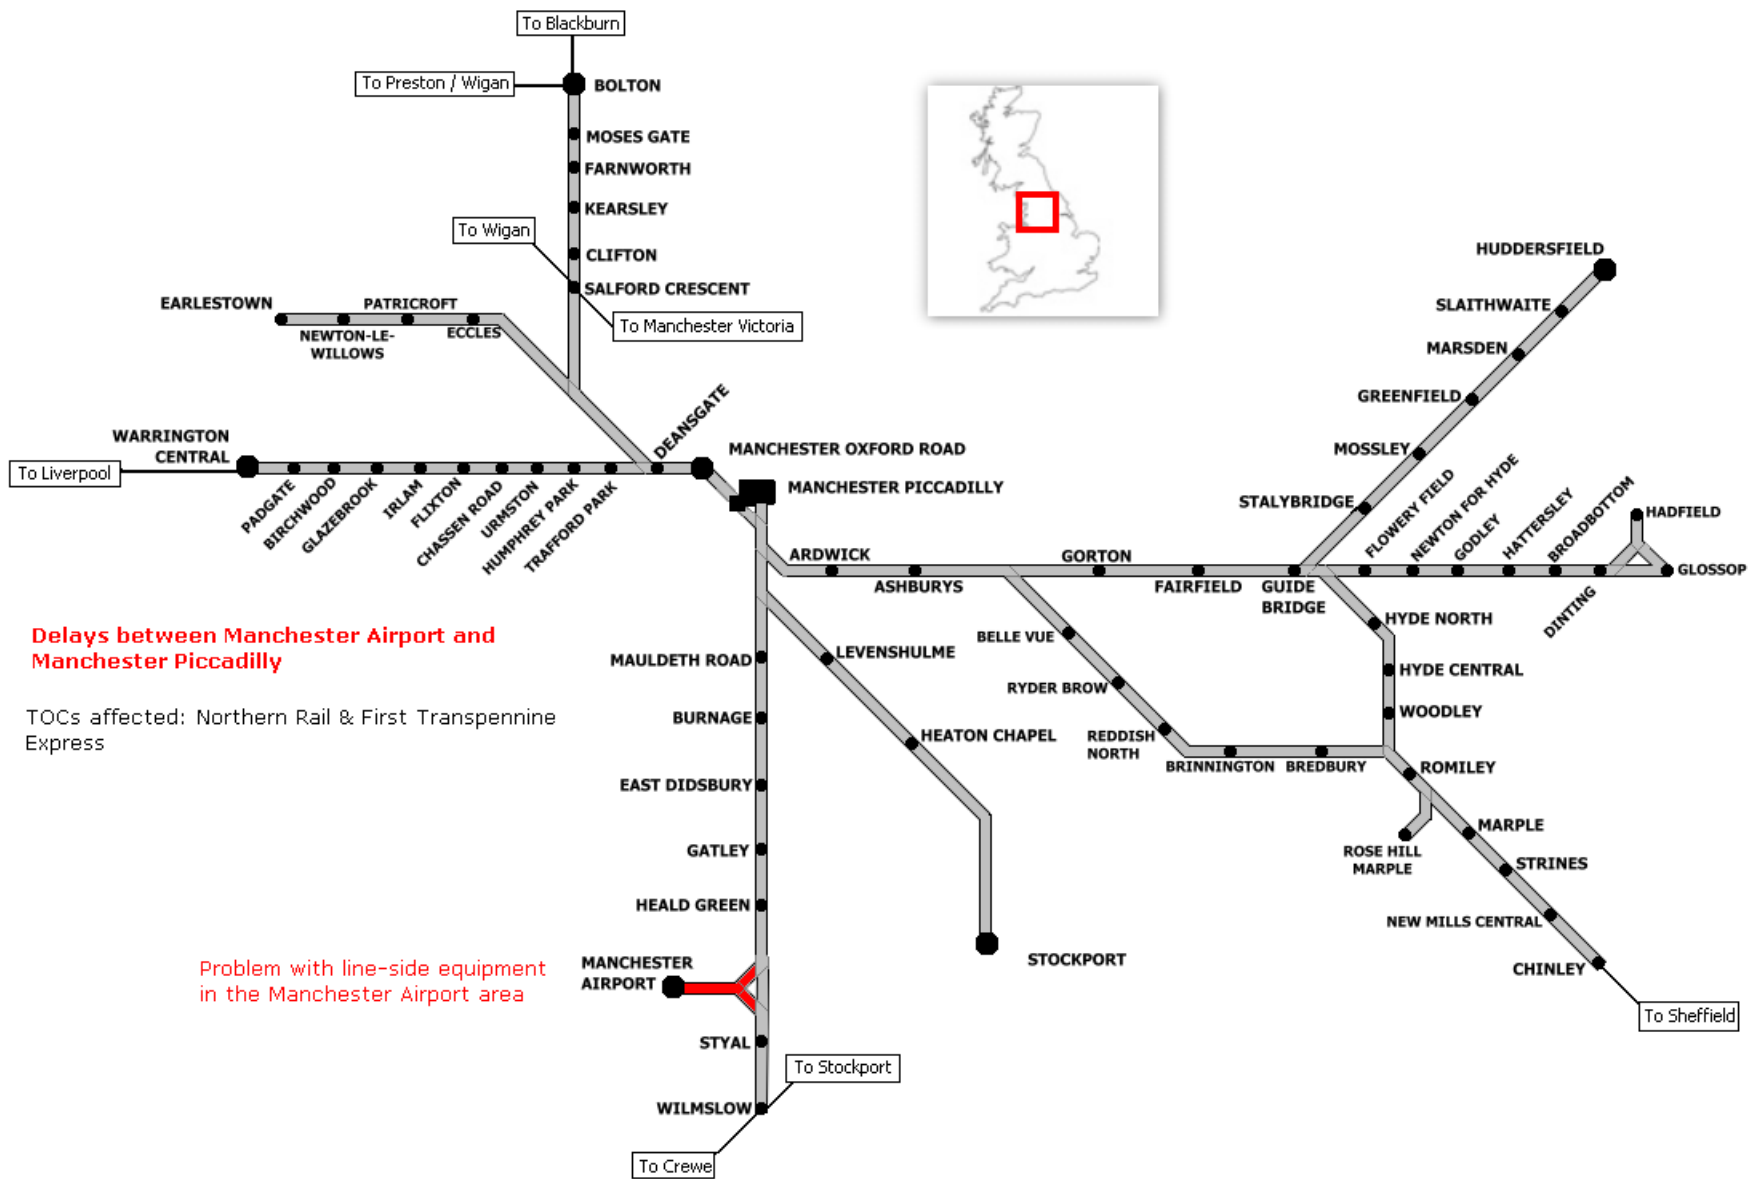 To Blackburn
To Preston / Wigan
BOLTON
MOSES GATE
FARNWORTH
KEARSLEY
To Wigan
CLIFTON
SALFORD CRESCENT
To Manchester Victoria
EARLESTOWN
PATRICROFT
NEWTON-LE-
WILLOWS
ECCLES
WARRINGTON
CENTRAL
To Liverpool
PADGATE
BIRCHWOOD
GLAZEBROOK
IRLAM
FLIXTON
CHASSEN ROAD
URMSTON
HUMPHREY PARK
TRAFFORD PARK
DEANSGATE
MANCHESTER OXFORD ROAD
MANCHESTER PICCADILLY
ARDWICK
ASHBURYS
GORTON
FAIRFIELD
GUIDE
BRIDGE
HUDDERSFIELD
SLAITHWAITE
MARSDEN
GREENFIELD
MOSSLEY
STALYBRIDGE
FLOWERY FIELD
NEWTON FOR HYDE
GODLEY
HATTERSLEY
BROADBOTTOM
DINTING
HADFIELD
GLOSSOP
HYDE NORTH
HYDE CENTRAL
WOODLEY
BELLE VUE
RYDER BROW
REDDISH
NORTH
BRINNINGTON
BREDBURY
ROMILEY
ROSE HILL
MARPLE
MARPLE
STRINES
NEW MILLS CENTRAL
CHINLEY
To Sheffield
LEVENSHULME
HEATON CHAPEL
STOCKPORT
MAULDETH ROAD
BURNAGE
EAST DIDSBURY
GATLEY
HEALD GREEN
MANCHESTER
AIRPORT
STYAL
WILMSLOW
To Stockport
To Crewe
Delays between Manchester Airport and
Manchester Piccadilly
TOCs affected: Northern Rail & First Transpennine
Express
Problem with line-side equipment
in the Manchester Airport area